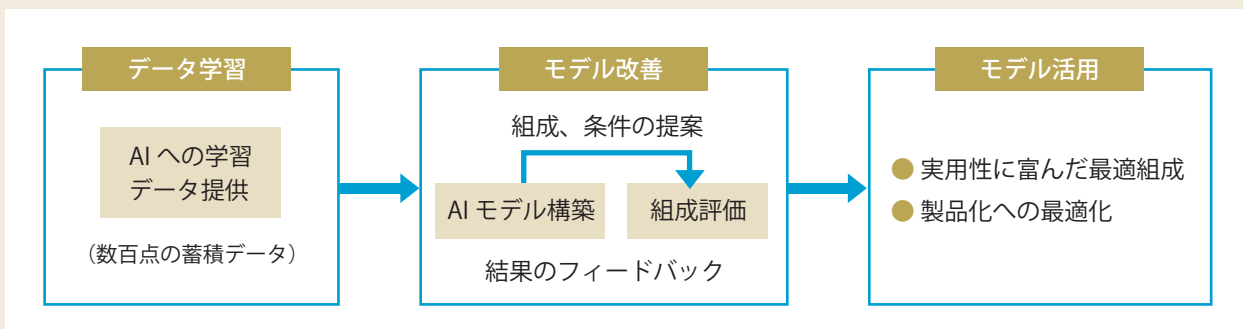 データ学習
AI への学習
データ提供
（数百点の蓄積データ）
モデル改善
組成、条件の提案
AI モデル構築
組成評価
結果のフィードバック
モデル活用
● 実用性に富んだ最適組成
● 製品化への最適化